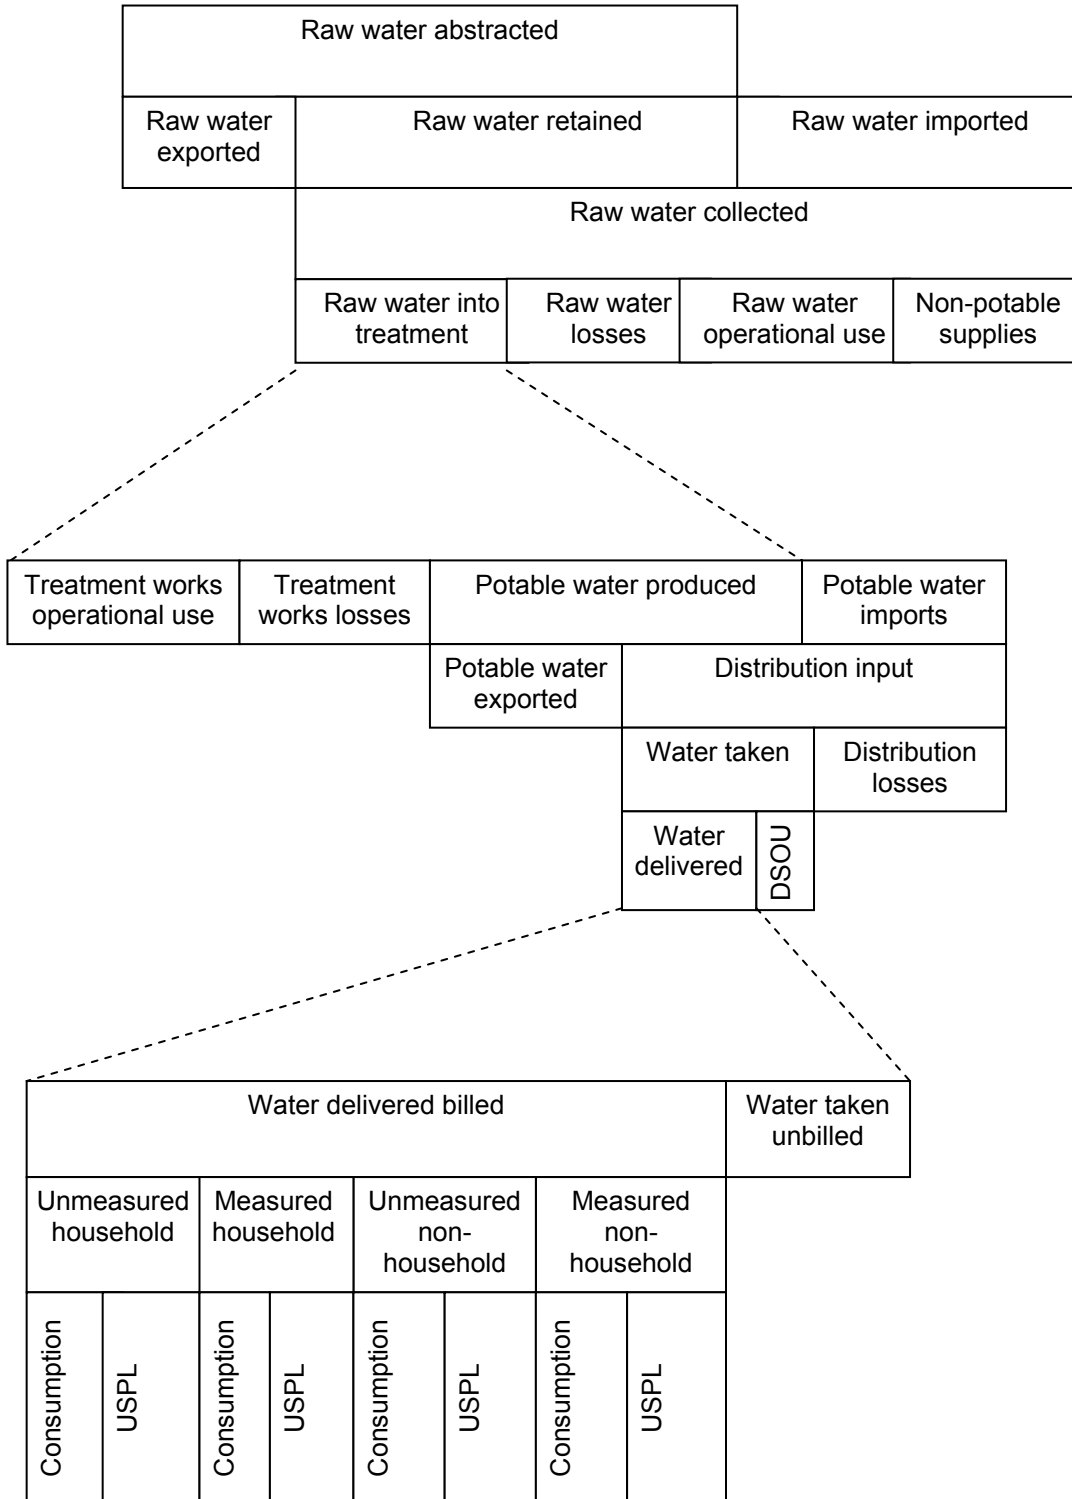 Raw water abstracted
Raw water
exported
Raw water retained
Raw water imported
Raw water collected
Raw water into
treatment
Raw water
losses
Raw water
operational use
Non-potable
supplies
Treatment works
operational use
Treatment
works losses
Potable water produced
Potable water
imports
Potable water
exported
Distribution input
Water taken
Distribution
losses
Water
delivered
DSOU
Water delivered billed
Water taken
unbilled
Unmeasured
household
Measured
household
Unmeasured
non-
household
Measured
non-
household
Consumption
USPL
Consumption
USPL
Consumption
USPL
Consumption
USPL